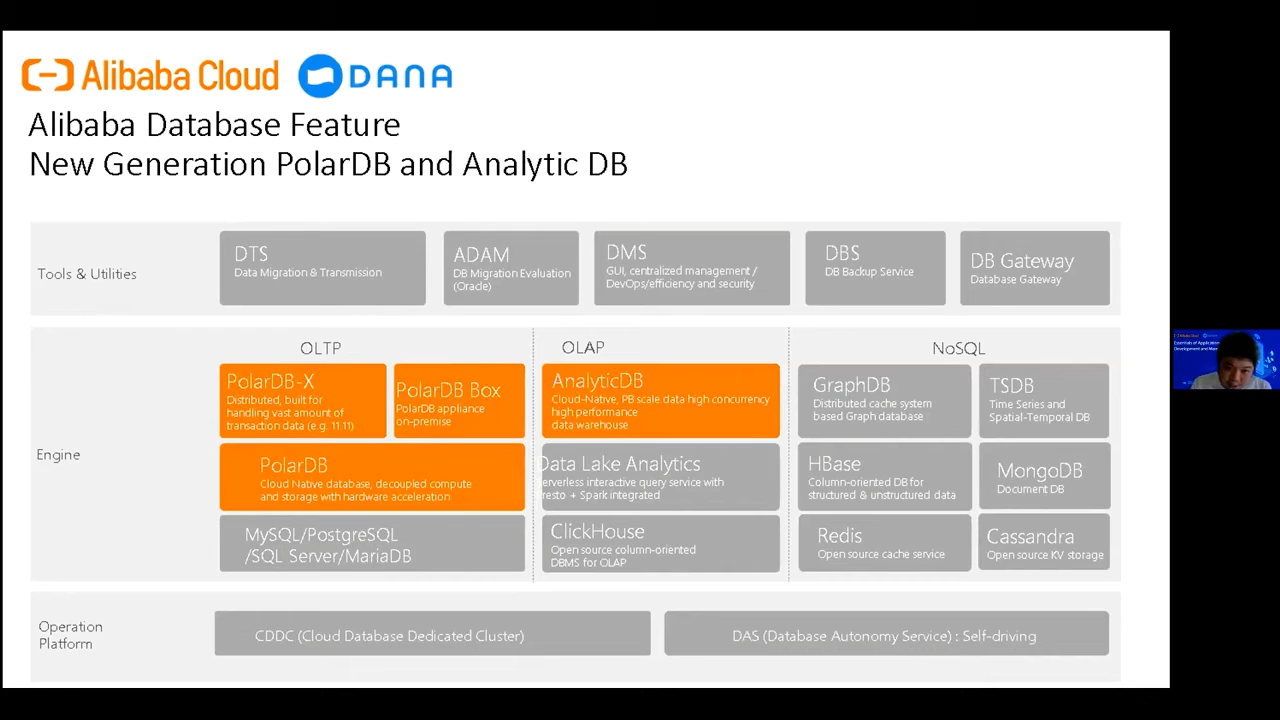 Alibaba Cloud
DANA
Alibaba Database Feature
New Generation PolarDB and Analytic DB
Tools & Utilities
DTS
Data Migration & Transmission
ADAM
DB Migration Evaluation
(Oracle)
DMS
GUI, centralized management /
DevOps/efficiency and security
DBS
DB Backup Service
DB Gateway
Database Gateway
Engine
OLTP
PolarDB-X
Distributed, built for
handling vast amount of
transaction data (e.g. 11 11)
PolarDB Box
PolarDB appliance
on-premise
PolarDB
Cloud Native database, decoupled compute
and storage with hardware acceleration
MySQL/PostgreSQL
/SQL Server/MariaDB
OLAP
AnalyticDB
Cloud-Native, PB scale data high concurrency
high performance
data warehouse
Data Lake Analytics
erverless interactive query service with
resto + Spark integrated
ClickHouse
Open source column-oriented
DBMS for OLAP
NoSQL
GraphDB
Distributed cache system
based Graph database
TSDB
Time Series and
Spatial-Temporal DB
HBase
Column-oriented DB for
structured & unstructured data
MongoDB
Document DB
Redis
Open source cache service
Cassandra
Open source KV storage
Operation
Platform
CDDC (Cloud Database Dedicated Cluster)
DAS (Database Autonomy Service) : Self-driving
Essentials of Application